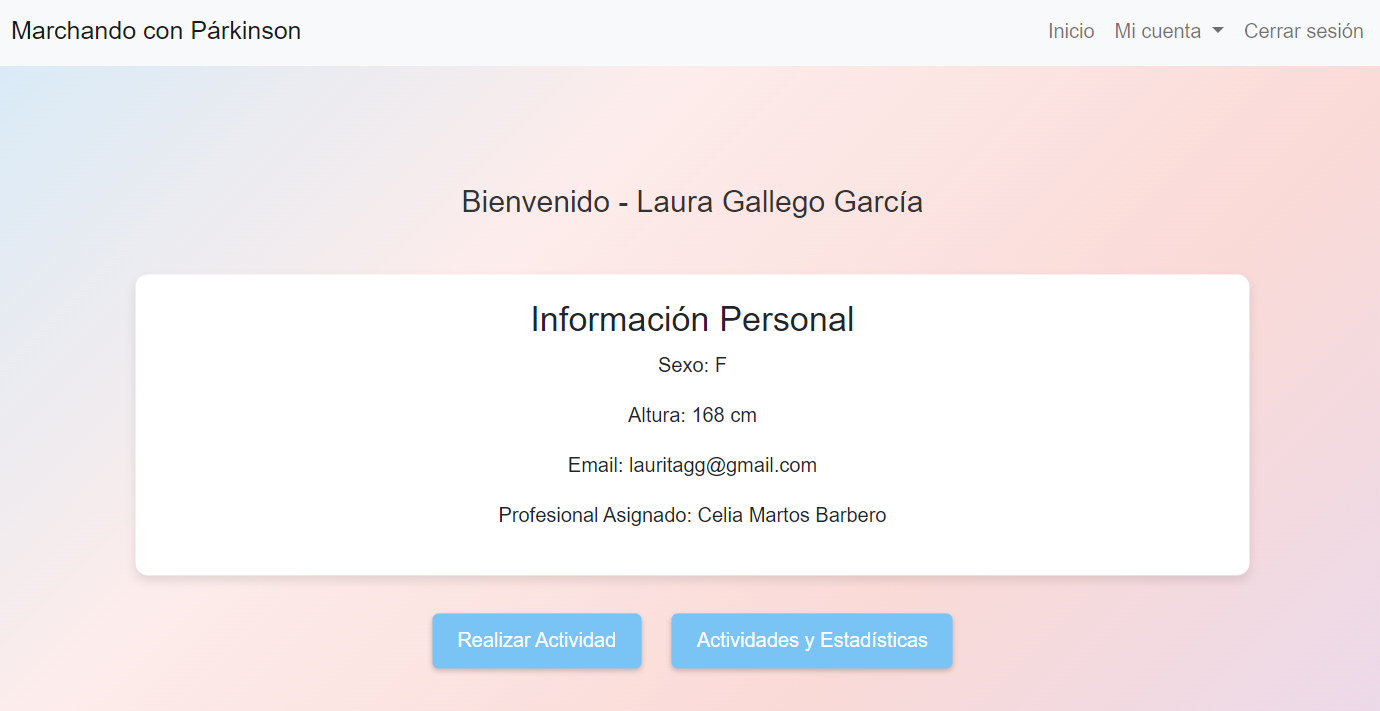 Marchando con Párkinson
Inicio Mi cuenta Cerrar sesión
Bienvenido - Laura Gallego García
Información Personal
Sexo: F
Altura: 168 cm
Email: lauritagg@gmail.com
Profesional Asignado: Celia Martos Barbero
Realizar Actividad
Actividades y Estadísticas